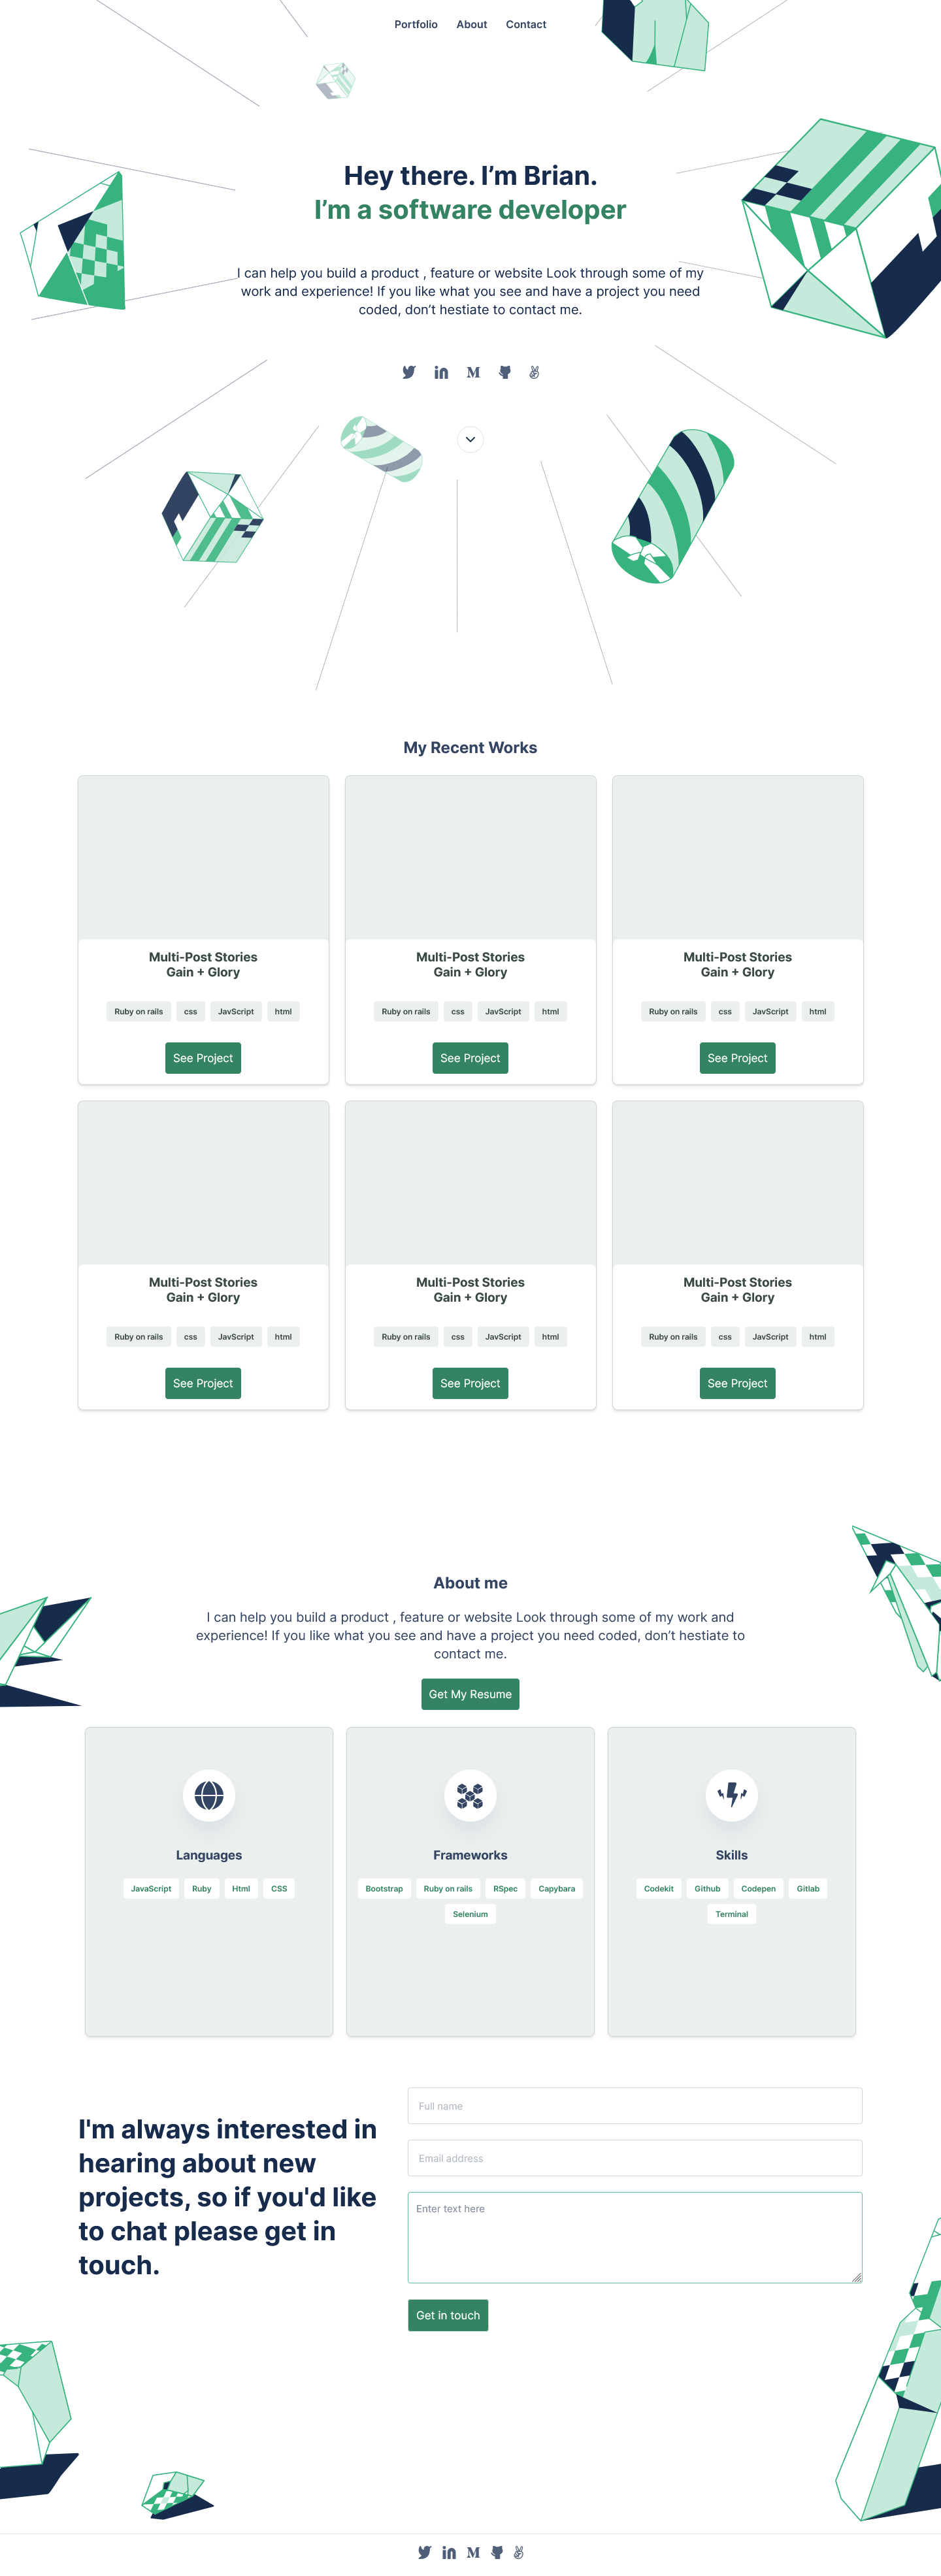 Portfolio About Contact
Hey there. I’m Brian.
I’m a software developer
I can help you build a product , feature or website Look through some of my
work and experience! If you like what you see and have a project you need
coded, don’t hestiate to contact me.
My Recent Works
Multi-Post Stories
Gain + Glory
Ruby on rails css JavScript html
See Project
Multi-Post Stories
Gain + Glory
Ruby on rails css JavScript html
See Project
Multi-Post Stories
Gain + Glory
Ruby on rails css JavScript html
See Project
Multi-Post Stories
Gain + Glory
Ruby on rails css JavScript html
See Project
Multi-Post Stories
Gain + Glory
Ruby on rails css JavScript html
See Project
Multi-Post Stories
Gain + Glory
Ruby on rails css JavScript html
See Project
About me
I can help you build a product , feature or website Look through some of my work and
experience! If you like what you see and have a project you need coded, don’t hestiate to
contact me.
Get My Resume
Languages
JavaScript Ruby Html CSS
Frameworks
Bootstrap Ruby on rails RSpec Capybara
Selenium
Skills
Codekit Github Codepen Gitlab
Terminal
I'm always interested in
hearing about new
projects, so if you'd like
to chat please get in
touch.
Full name
Email address
Enter text here
Get in touch